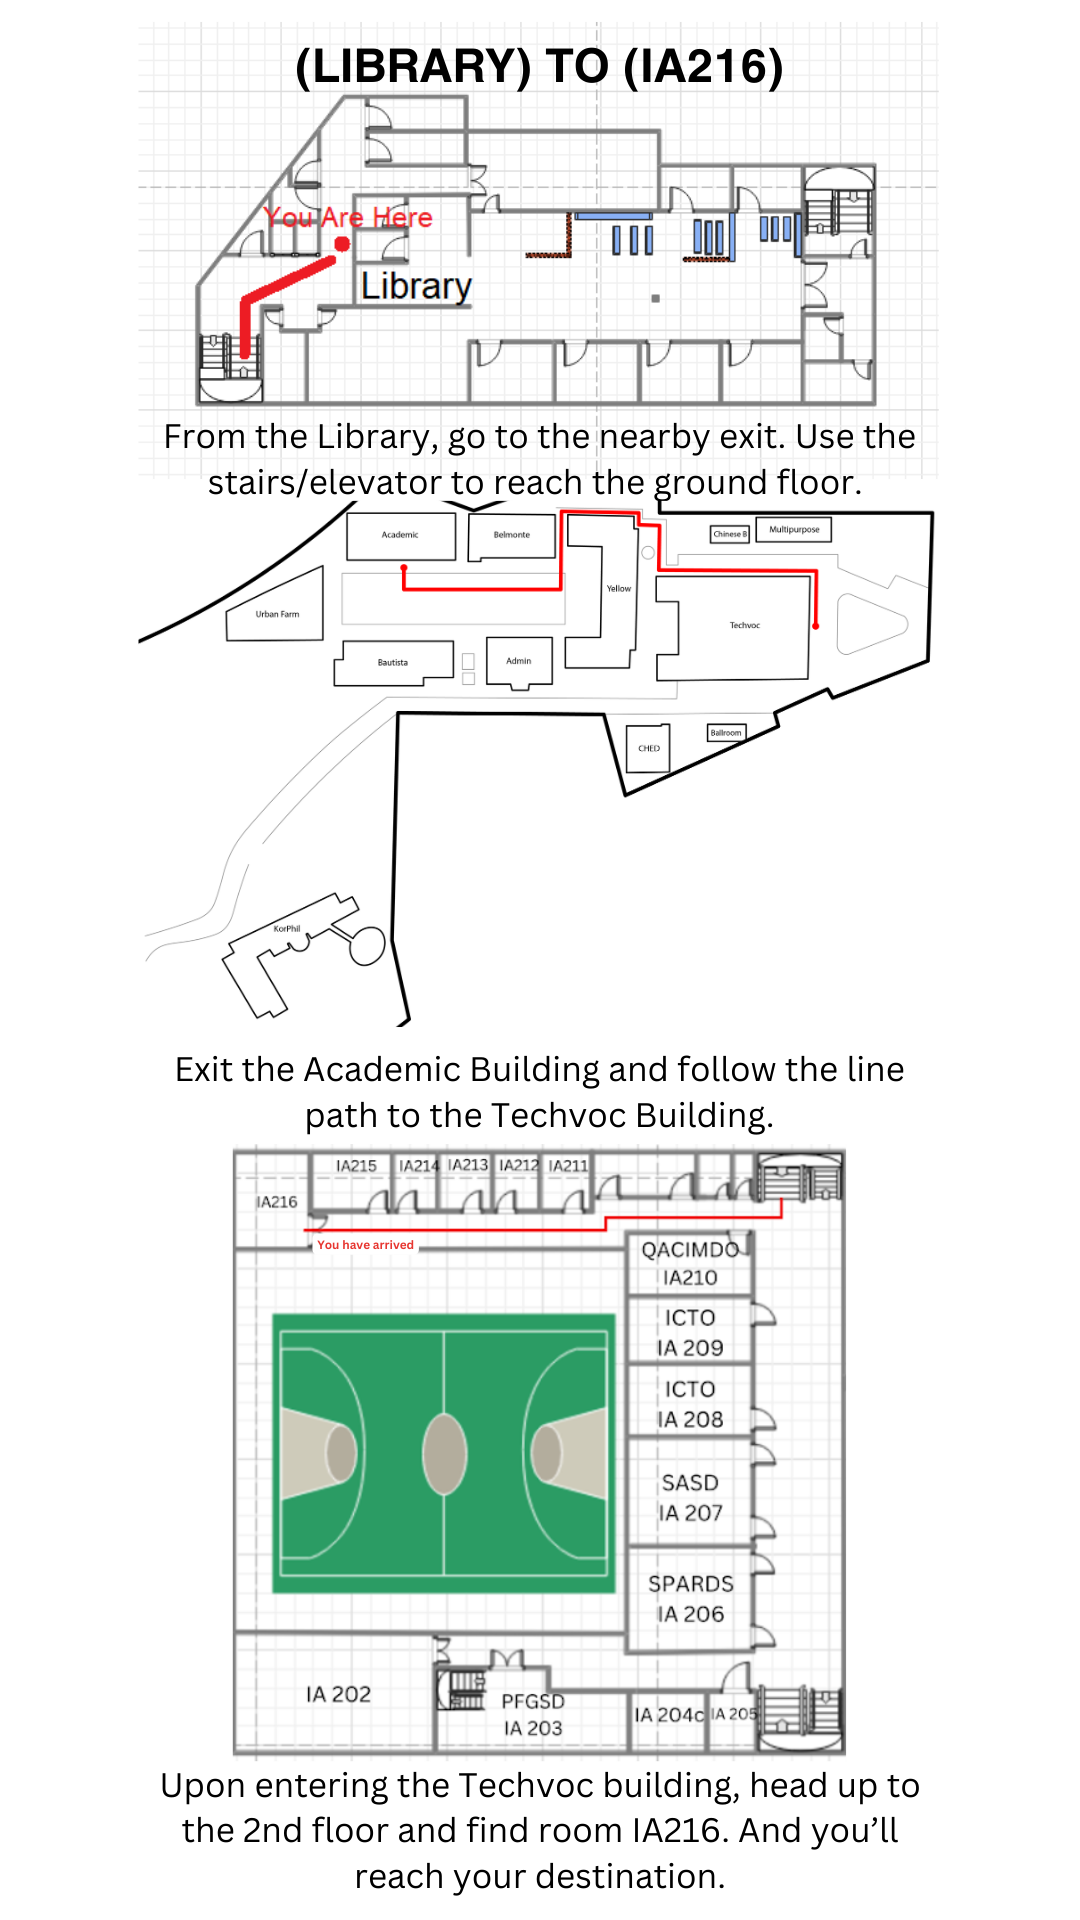 (LIBRARY) TO (IA216)
You Are Here
Library
From the Library, go to the nearby exit. Use the
stairs/elevator to reach the ground floor.
Academic
Belmonte
Chinese B
Multipurpose
Yellow
Urban Farm
Techvoc
Bautista
Admin
CHED
Ballroom
KorPhil
Exit the Academic Building and follow the line
path to the Techvoc Building.
IA215
IA214
IA213
IA212
IA211
IA216
You have arrived
QACIMDO
IA210
ICTO
IA 209
ICTO
IA 208
SASD
IA 207
SPARDS
IA 206
IA 202
PFGSD
IA 203
IA 204c
IA 205
Upon entering the Techvoc building, head up to
the 2nd floor and find room IA216. And you’ll
reach your destination.